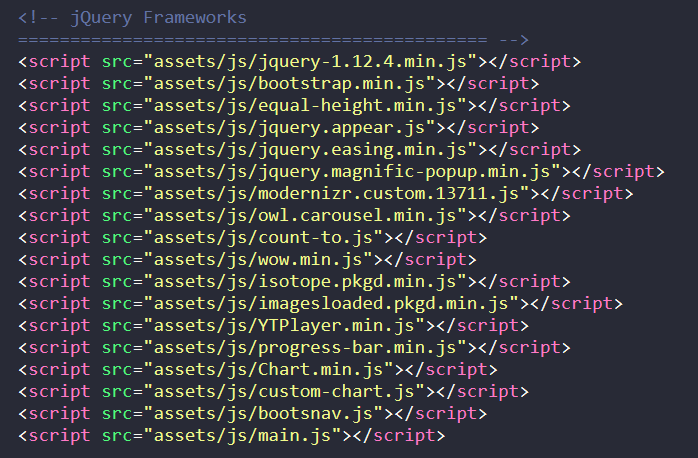 <!-- jQuery Frameworks
============================================= -->
<script src="assets/js/jquery-1.12.4.min.js"></script>
<script src="assets/js/bootstrap.min.js"></script>
<script src="assets/js/equal-height.min.js"></script>
<script src="assets/js/jquery.appear.js"></script>
<script src="assets/js/jquery.easing.min.js"></script>
<script src="assets/js/jquery.magnific-popup.min.js"></script>
<script src="assets/js/modernizr.custom.13711.js"></script>
<script src="assets/js/owl.carousel.min.js"></script>
<script src="assets/js/count-to.js"></script>
<script src="assets/js/wow.min.js"></script>
<script src="assets/js/isotope.pkgd.min.js"></script>
<script src="assets/js/imagesloaded.pkgd.min.js"></script>
<script src="assets/js/YTPlayer.min.js"></script>
<script src="assets/js/progress-bar.min.js"></script>
<script src="assets/js/Chart.min.js"></script>
<script src="assets/js/custom-chart.js"></script>
<script src="assets/js/bootsnav.js"></script>
<script src="assets/js/main.js"></script>